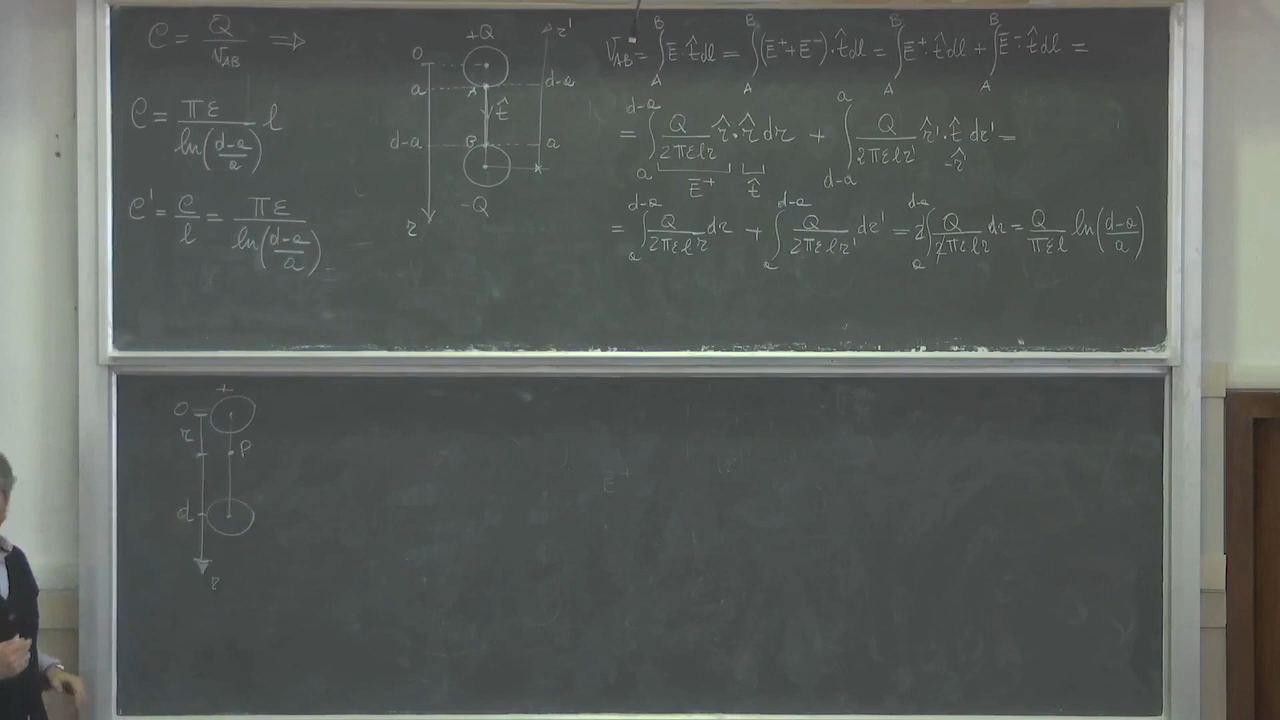 C = Q / V_AB ⟹
C = πε / ln((d-a)/a) l
C' = C / l = πε / ln((d-a)/a)
+Q
r'
0
a
A
d-a
t̂
d-a
B
a
-Q
r
V_AB = ∫_A^B E̅·t̂ dl = ∫_A^B (E̅⁺+E̅⁻)·t̂ dl = ∫_A^B E̅⁺·t̂ dl + ∫_A^B E̅⁻·t̂ dl =
= ∫_a^{d-a} Q / 2πεlr r̂·r̂ dr + ∫_{d-a}^a Q / 2πεlr' r̂'·t̂ dr' =
E̅⁺ t̂ -r̂'
= ∫_a^{d-a} Q / 2πεlr dr + ∫_a^{d-a} Q / 2πεlr' dr' = 2∫_a^{d-a} Q / 2πεlr dr = Q / πεl ln((d-a)/a)
+
0
r
P
d
r